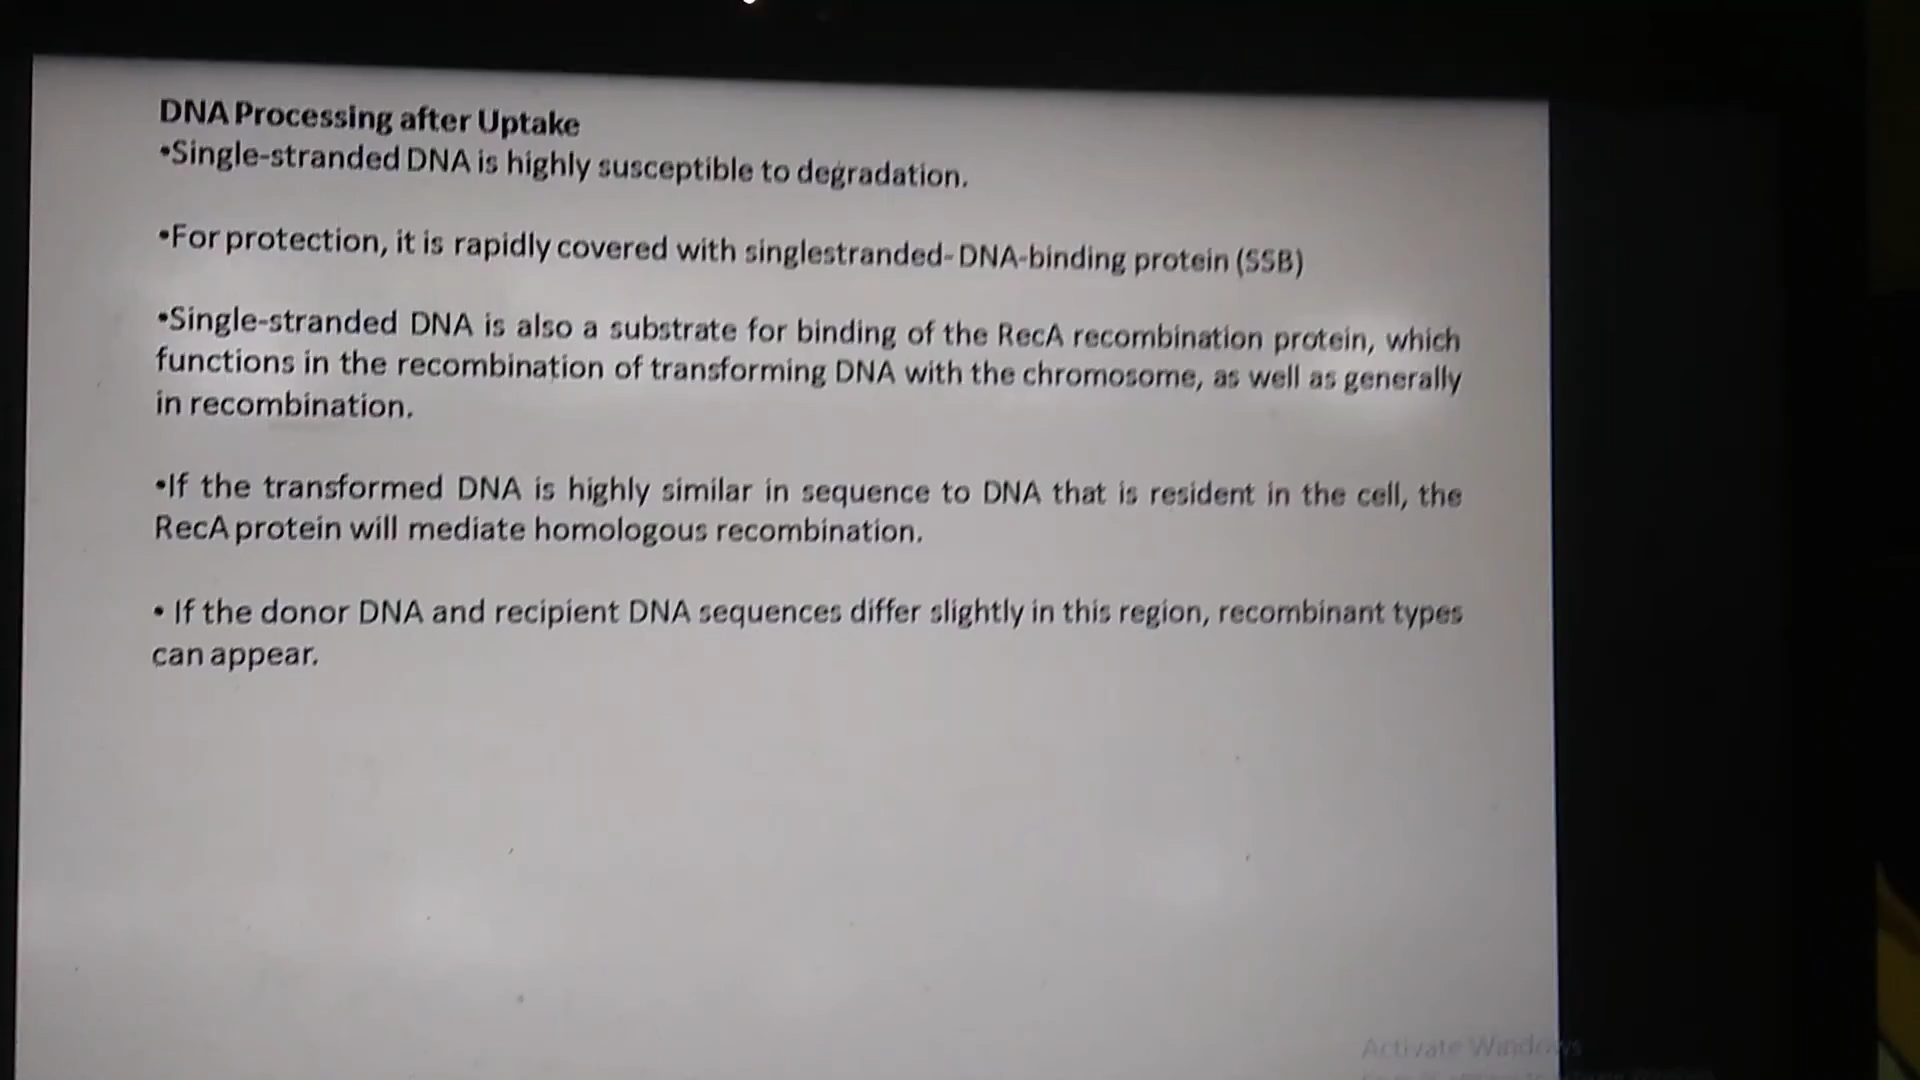 DNA Processing after Uptake
•Single-stranded DNA is highly susceptible to degradation.
•For protection, it is rapidly covered with singlestranded- DNA-binding protein (SSB)
•Single-stranded DNA is also a substrate for binding of the RecA recombination protein, which
functions in the recombination of transforming DNA with the chromosome, as well as generally
in recombination.
•If the transformed DNA is highly similar in sequence to DNA that is resident in the cell, the
RecA protein will mediate homologous recombination.
• If the donor DNA and recipient DNA sequences differ slightly in this region, recombinant types
can appear.
Activate Windows